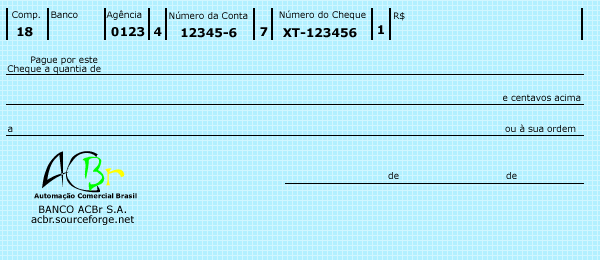 Comp. Banco Agência Número da Conta Número do Cheque R$
18 0123 4 12345-6 7 XT-123456 1
Pague por este
Cheque a quantia de
e centavos acima
a ou à sua ordem
de de
ACBr
Automação Comercial Brasil
BANCO ACBr S.A.
acbr.sourceforge.net